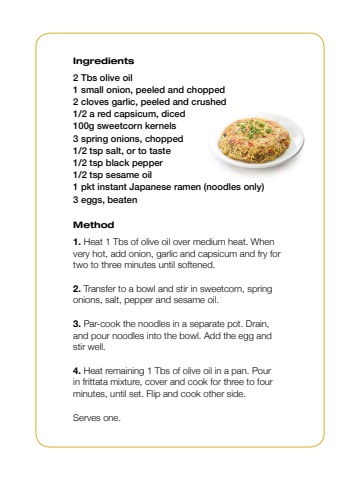 Ingredients
2 Tbs olive oil
1 small onion, peeled and chopped
2 cloves garlic, peeled and crushed
1/2 a red capsicum, diced
100g sweetcorn kernels
3 spring onions, chopped
1/2 tsp salt, or to taste
1/2 tsp black pepper
1/2 tsp sesame oil
1 pkt instant Japanese ramen (noodles only)
3 eggs, beaten
Method
1. Heat 1 Tbs of olive oil over medium heat. When
very hot, add onion, garlic and capsicum and fry for
two to three minutes until softened.
2. Transfer to a bowl and stir in sweetcorn, spring
onions, salt, pepper and sesame oil.
3. Par-cook the noodles in a separate pot. Drain,
and pour noodles into the bowl. Add the egg and
stir well.
4. Heat remaining 1 Tbs of olive oil in a pan. Pour
in frittata mixture, cover and cook for three to four
minutes, until set. Flip and cook other side.
Serves one.